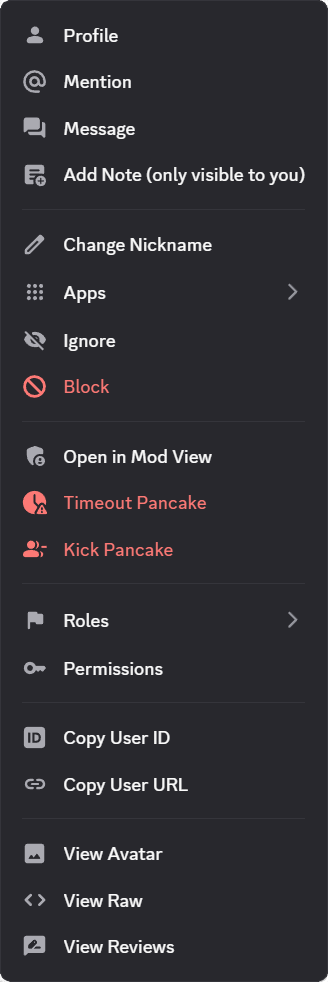 Profile
Mention
Message
Add Note (only visible to you)
Change Nickname
Apps
Ignore
Block
Open in Mod View
Timeout Pancake
Kick Pancake
Roles
Permissions
ID Copy User ID
Copy User URL
View Avatar
View Raw
View Reviews